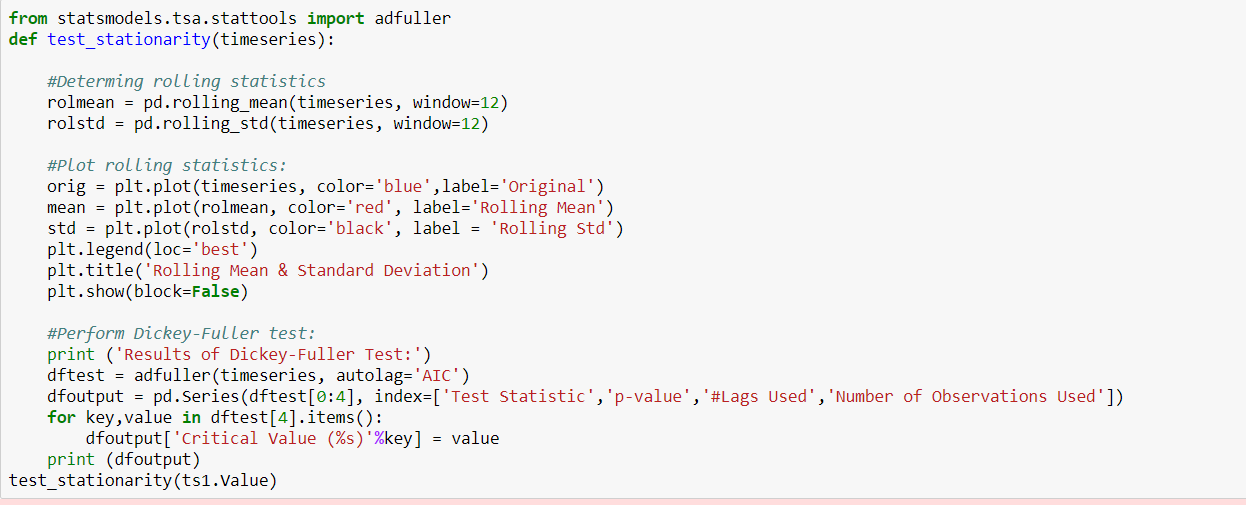 from statsmodels.tsa.stattools import adfuller
def test_stationarity(timeseries):
#Determing rolling statistics
rolmean = pd.rolling_mean(timeseries, window=12)
rolstd = pd.rolling_std(timeseries, window=12)
#Plot rolling statistics:
orig = plt.plot(timeseries, color='blue',label='Original')
mean = plt.plot(rolmean, color='red', label='Rolling Mean')
std = plt.plot(rolstd, color='black', label = 'Rolling Std')
plt.legend(loc='best')
plt.title('Rolling Mean & Standard Deviation')
plt.show(block=False)
#Perform Dickey-Fuller test:
print ('Results of Dickey-Fuller Test:')
dftest = adfuller(timeseries, autolag='AIC')
dfoutput = pd.Series(dftest[0:4], index=['Test Statistic','p-value','#Lags Used','Number of Observations Used'])
for key,value in dftest[4].items():
dfoutput['Critical Value (%s)'%key] = value
print (dfoutput)
test_stationarity(ts1.Value)